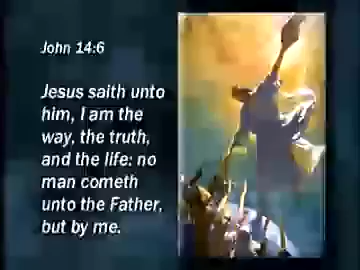 John 14:6
Jesus saith unto
him, I am the
way, the truth,
and the life: no
man cometh
unto the Father,
but by me.